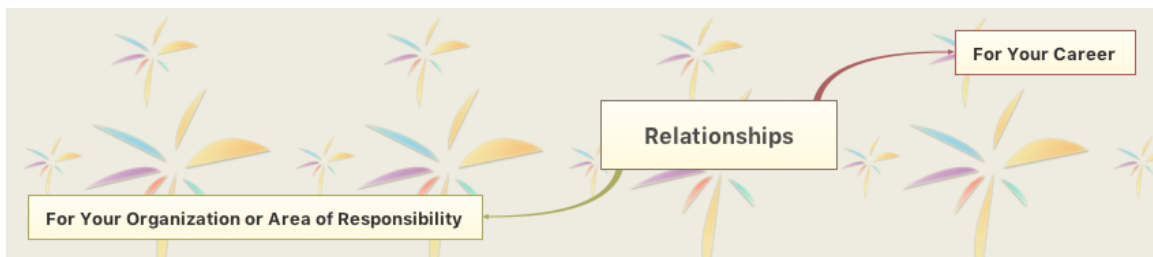 For Your Career
Relationships
For Your Organization or Area of Responsibility